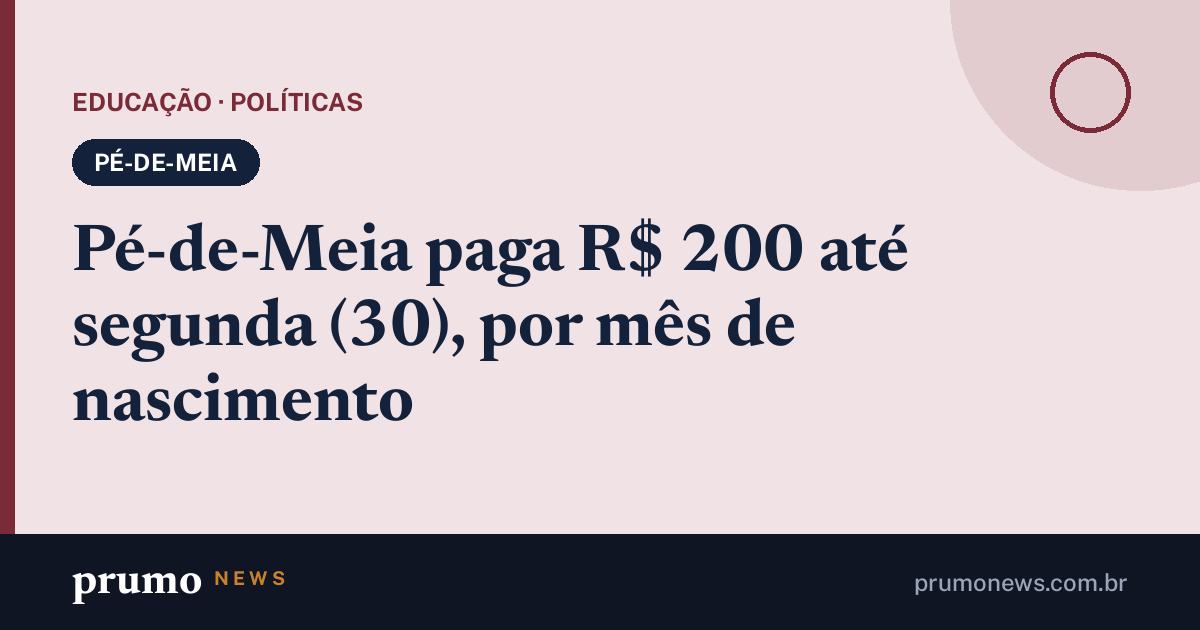 EDUCAÇÃO · POLÍTICAS
PÉ-DE-MEIA
Pé-de-Meia paga R$ 200 até
segunda (30), por mês de
nascimento
prumo NEWS
prumonews.com.br